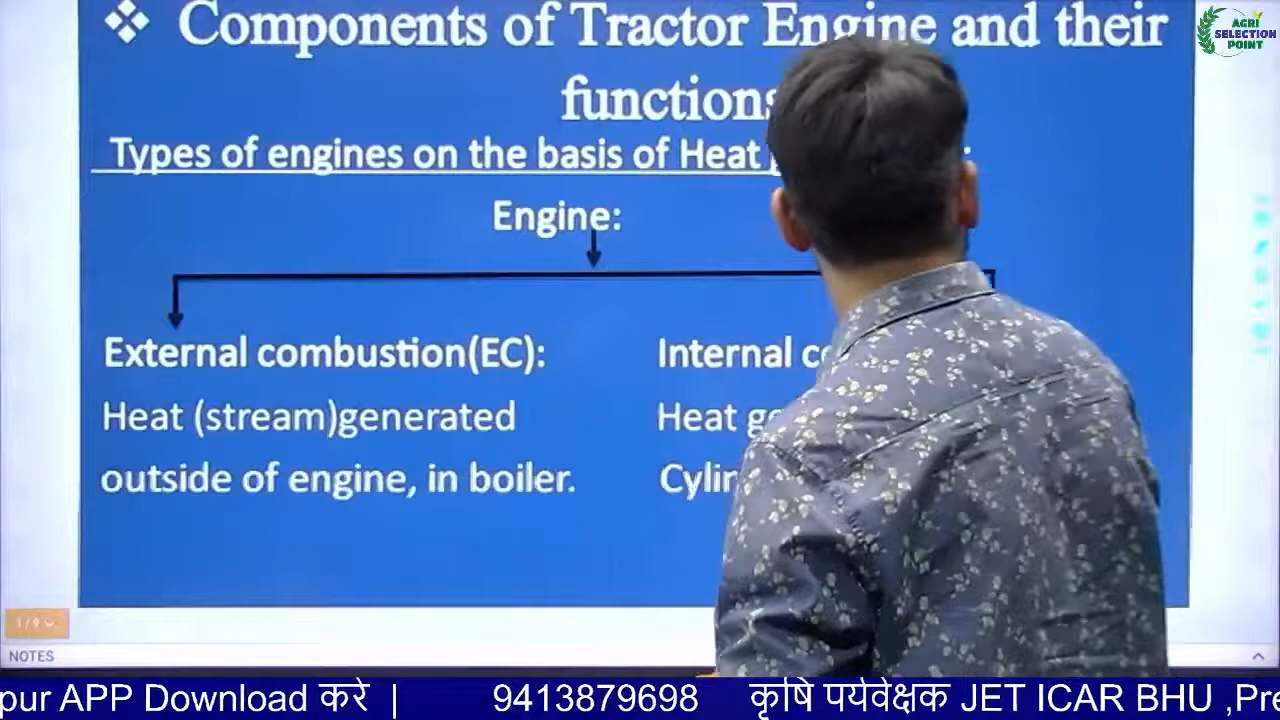 ❖ Components of Tractor Engine and their
functions
Types of engines on the basis of Heat
Engine:
External combustion(EC):
Internal
Heat (stream)generated
Heat
outside of engine, in boiler.
AGRI
SELECTION
POINT
1/9
NOTES
pur APP Download करे |
9413879698
कृषि पर्यवेक्षक JET ICAR BHU ,Pre